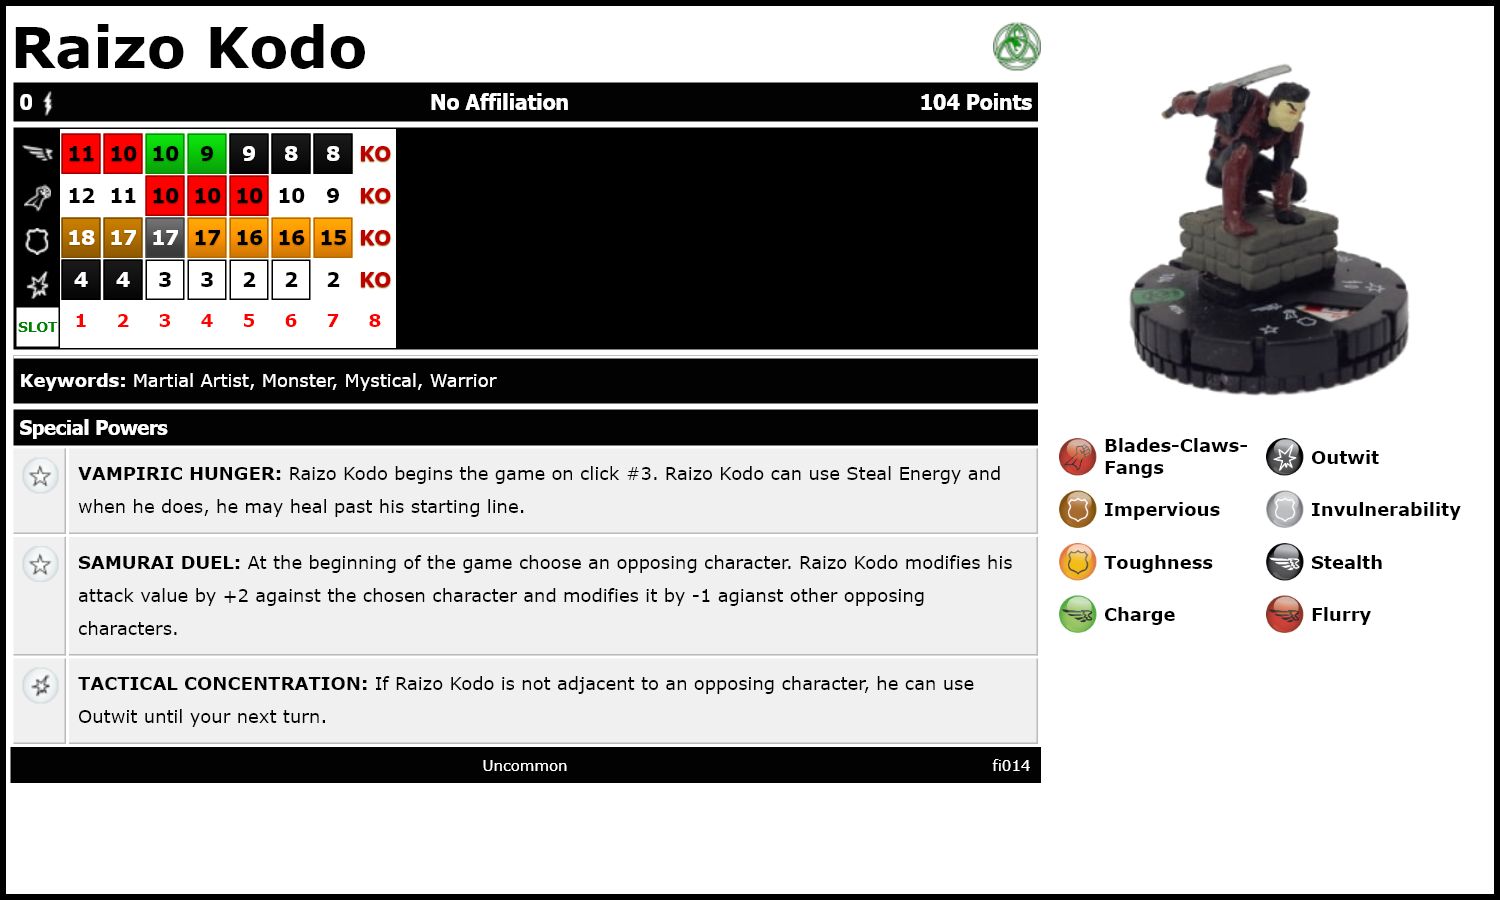 Raizo Kodo
0 No Affiliation 104 Points
11 10 10 9 9 8 8 KO
12 11 10 10 10 10 9 KO
18 17 17 17 16 16 15 KO
4 4 3 3 2 2 2 KO
SLOT 1 2 3 4 5 6 7 8
Keywords: Martial Artist, Monster, Mystical, Warrior
Special Powers
VAMPIRIC HUNGER: Raizo Kodo begins the game on click #3. Raizo Kodo can use Steal Energy and
when he does, he may heal past his starting line.
SAMURAI DUEL: At the beginning of the game choose an opposing character. Raizo Kodo modifies his
attack value by +2 against the chosen character and modifies it by -1 agianst other opposing
characters.
TACTICAL CONCENTRATION: If Raizo Kodo is not adjacent to an opposing character, he can use
Outwit until your next turn.
Uncommon fi014
Blades-Claws-
Fangs
Outwit
Impervious
Invulnerability
Toughness
Stealth
Charge
Flurry